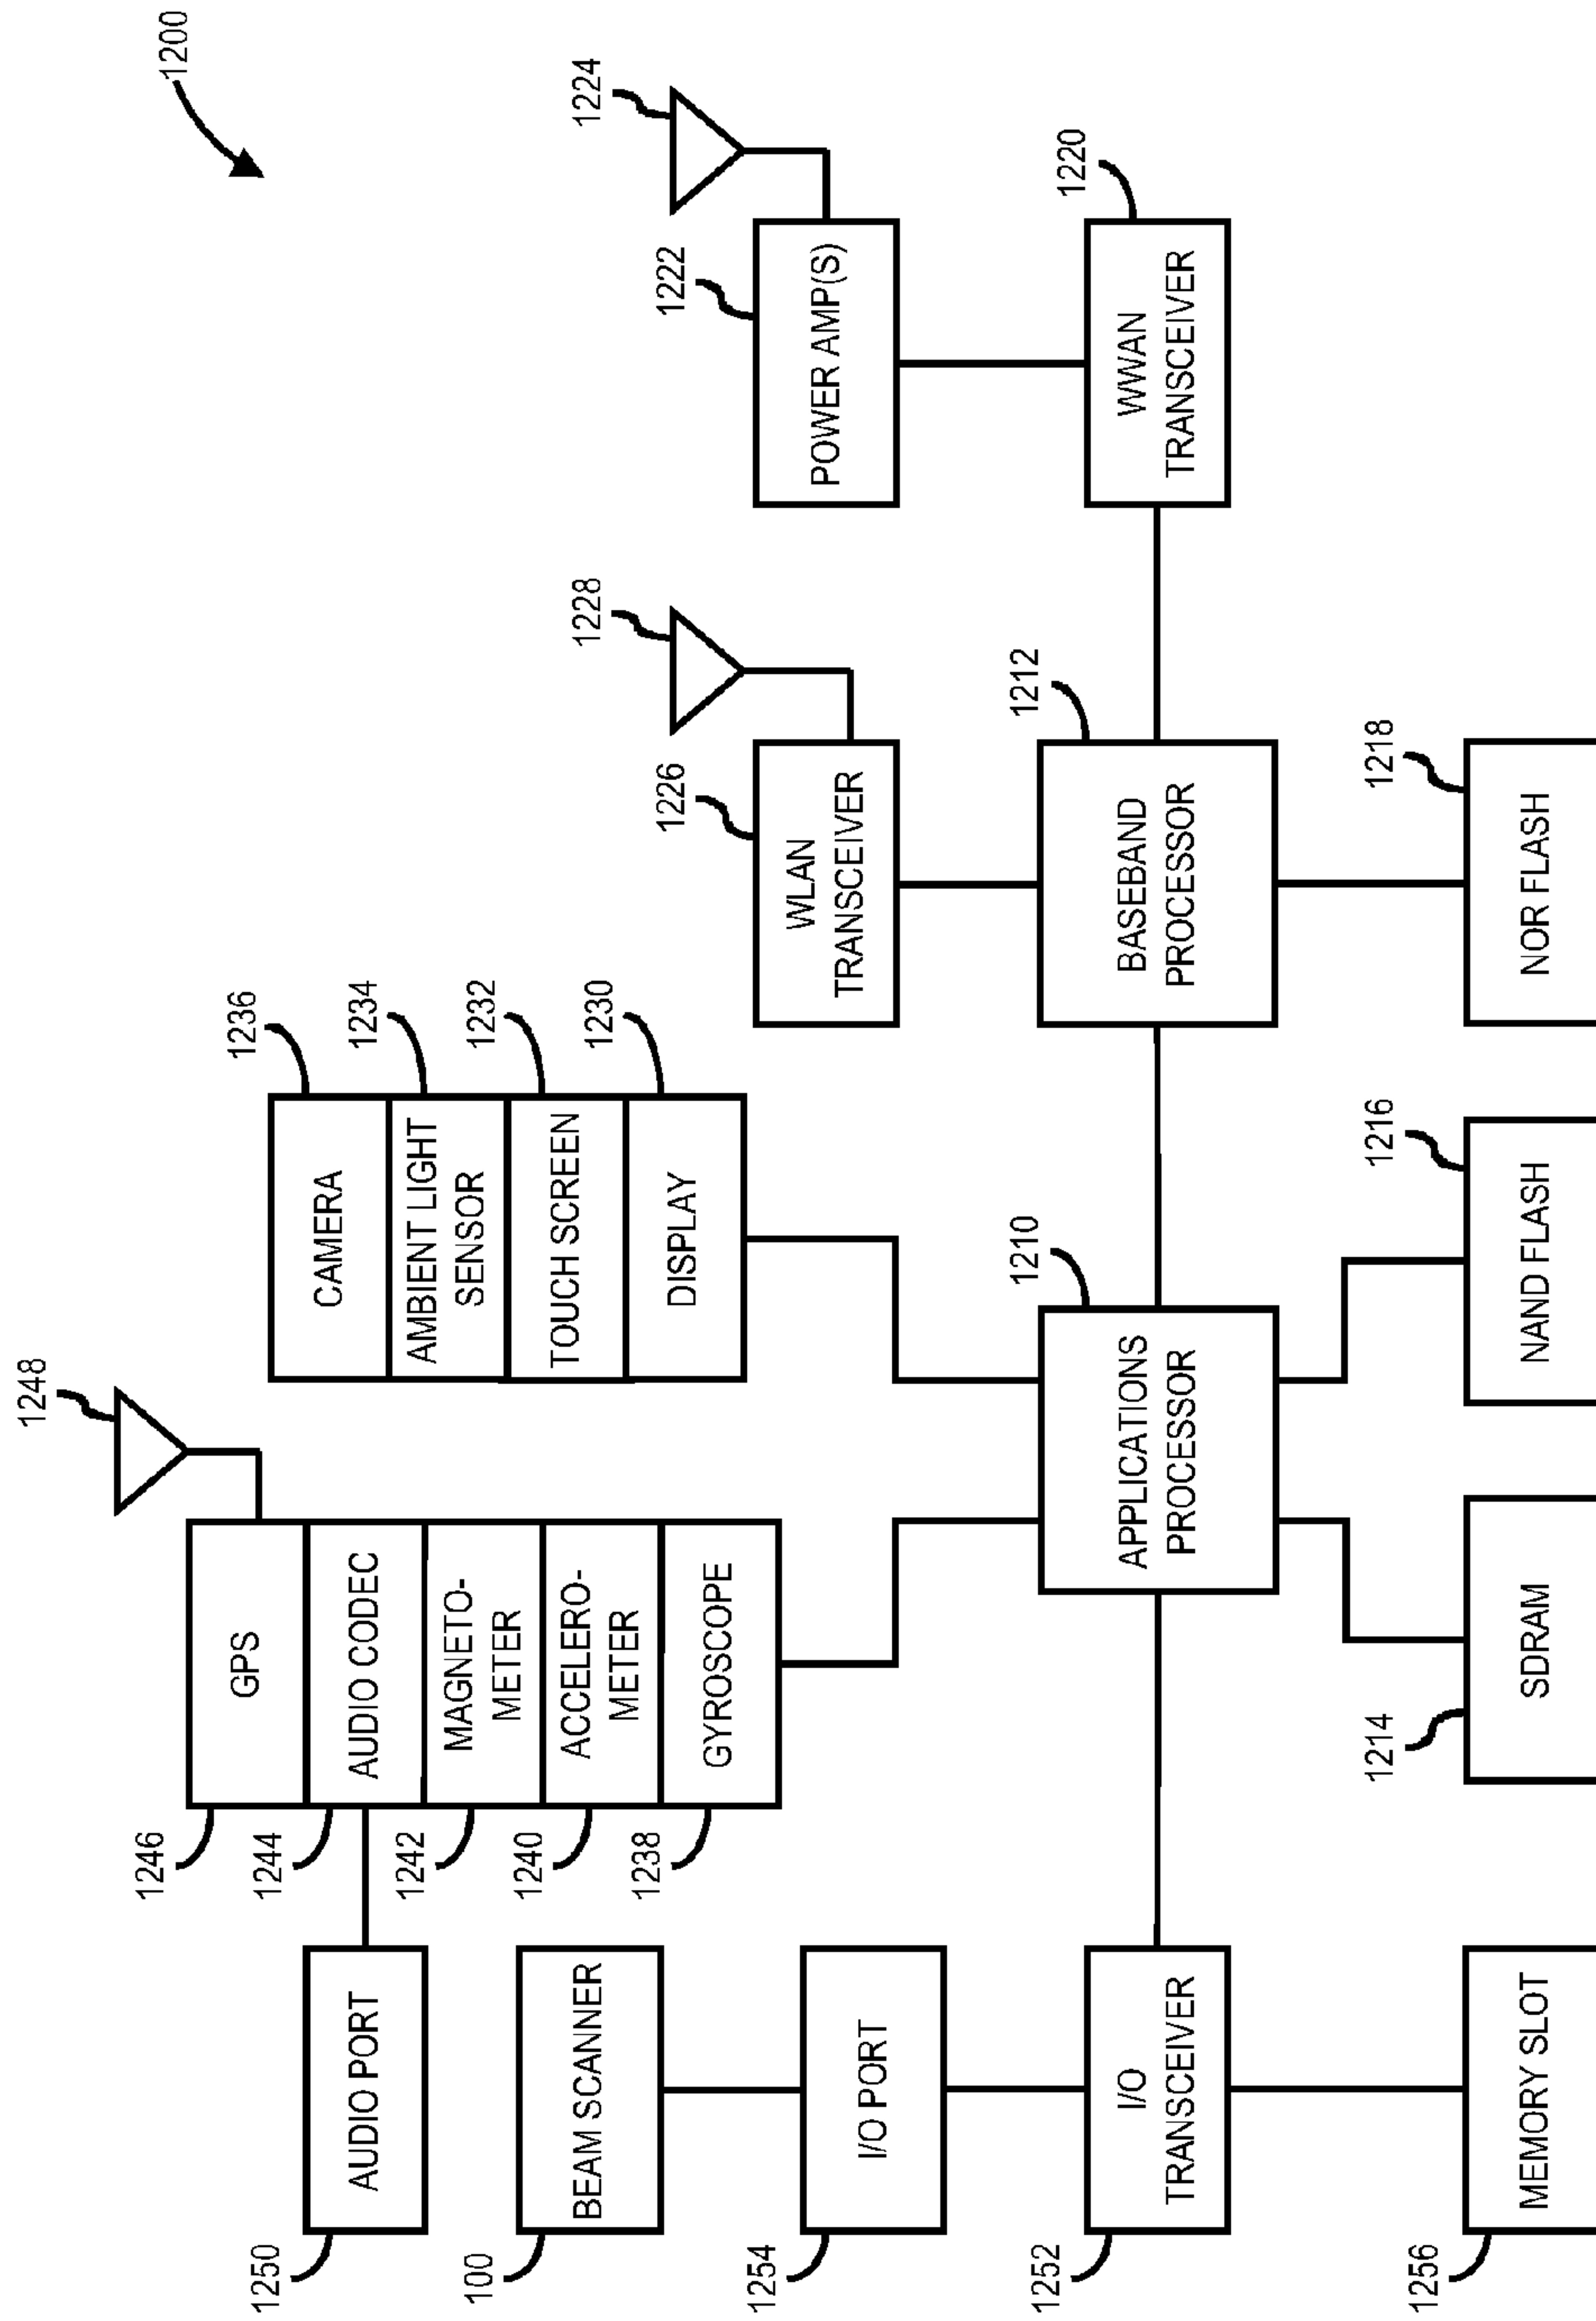 1200
1248
1246
GPS
1236
CAMERA
1250
AUDIO PORT
1244
AUDIO CODEC
1234
AMBIENT LIGHT
SENSOR
1242
MAGNETO-
METER
1232
TOUCH SCREEN
1228
1224
100
BEAM SCANNER
1240
ACCELERO-
METER
1230
DISPLAY
1238
GYROSCOPE
1226
WLAN
TRANSCEIVER
1222
POWER AMP(S)
1254
I/O PORT
1252
I/O
TRANSCEIVER
1210
APPLICATIONS
PROCESSOR
1212
BASEBAND
PROCESSOR
1220
WWAN
TRANSCEIVER
1256
MEMORY SLOT
1214
SDRAM
1216
NAND FLASH
1218
NOR FLASH